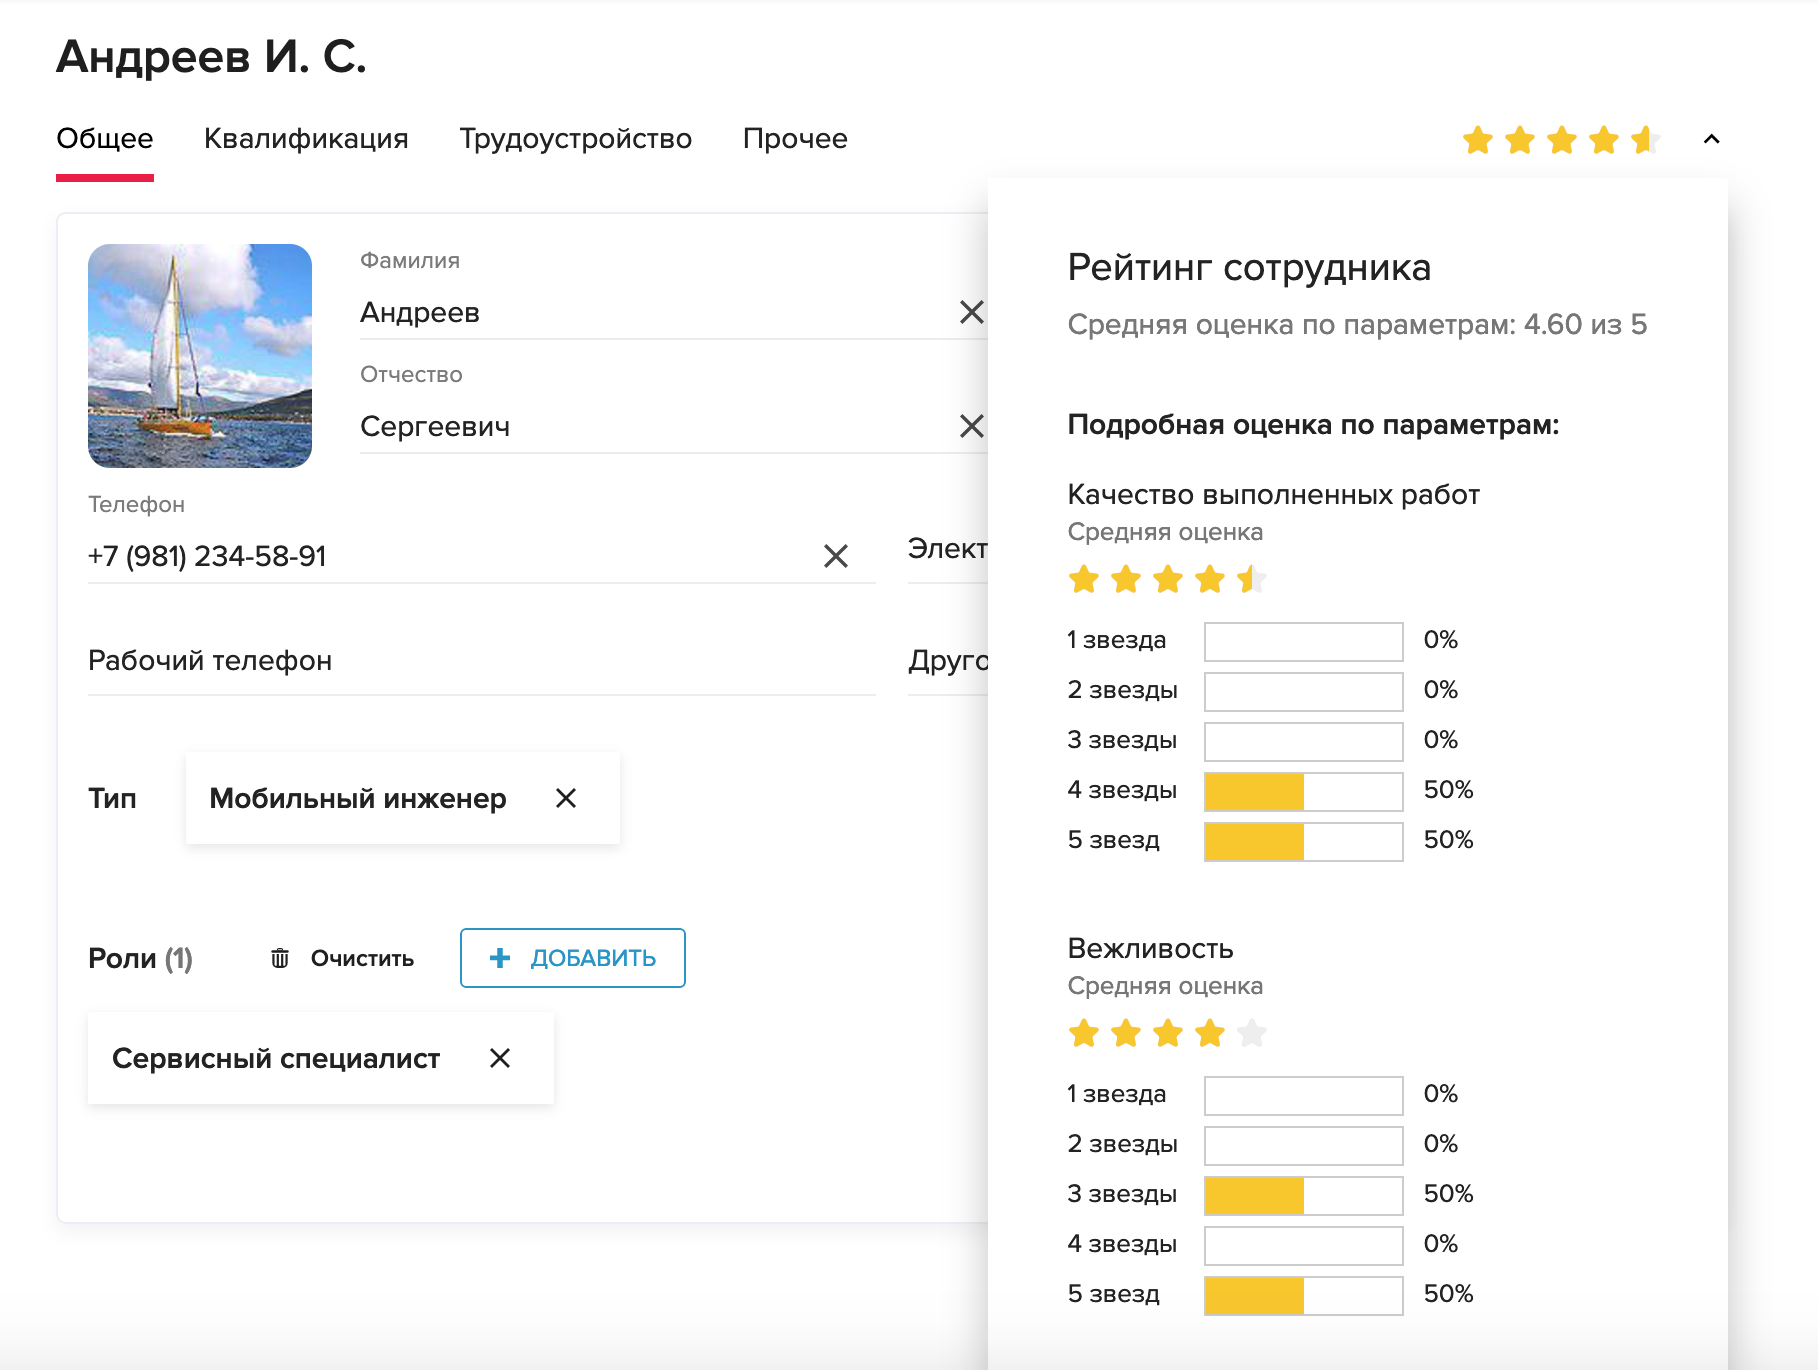 Андреев И. С.
Общее Квалификация Трудоустройство Прочее
Фамилия
Андреев
Отчество
Сергеевич
Телефон
+7 (981) 234-58-91
Элект
Рабочий телефон
Друго
Тип Мобильный инженер
Роли (1) Очистить + ДОБАВИТЬ
Сервисный специалист
Рейтинг сотрудника
Средняя оценка по параметрам: 4.60 из 5
Подробная оценка по параметрам:
Качество выполненных работ
Средняя оценка
1 звезда 0%
2 звезды 0%
3 звезды 0%
4 звезды 50%
5 звезд 50%
Вежливость
Средняя оценка
1 звезда 0%
2 звезды 0%
3 звезды 50%
4 звезды 0%
5 звезд 50%